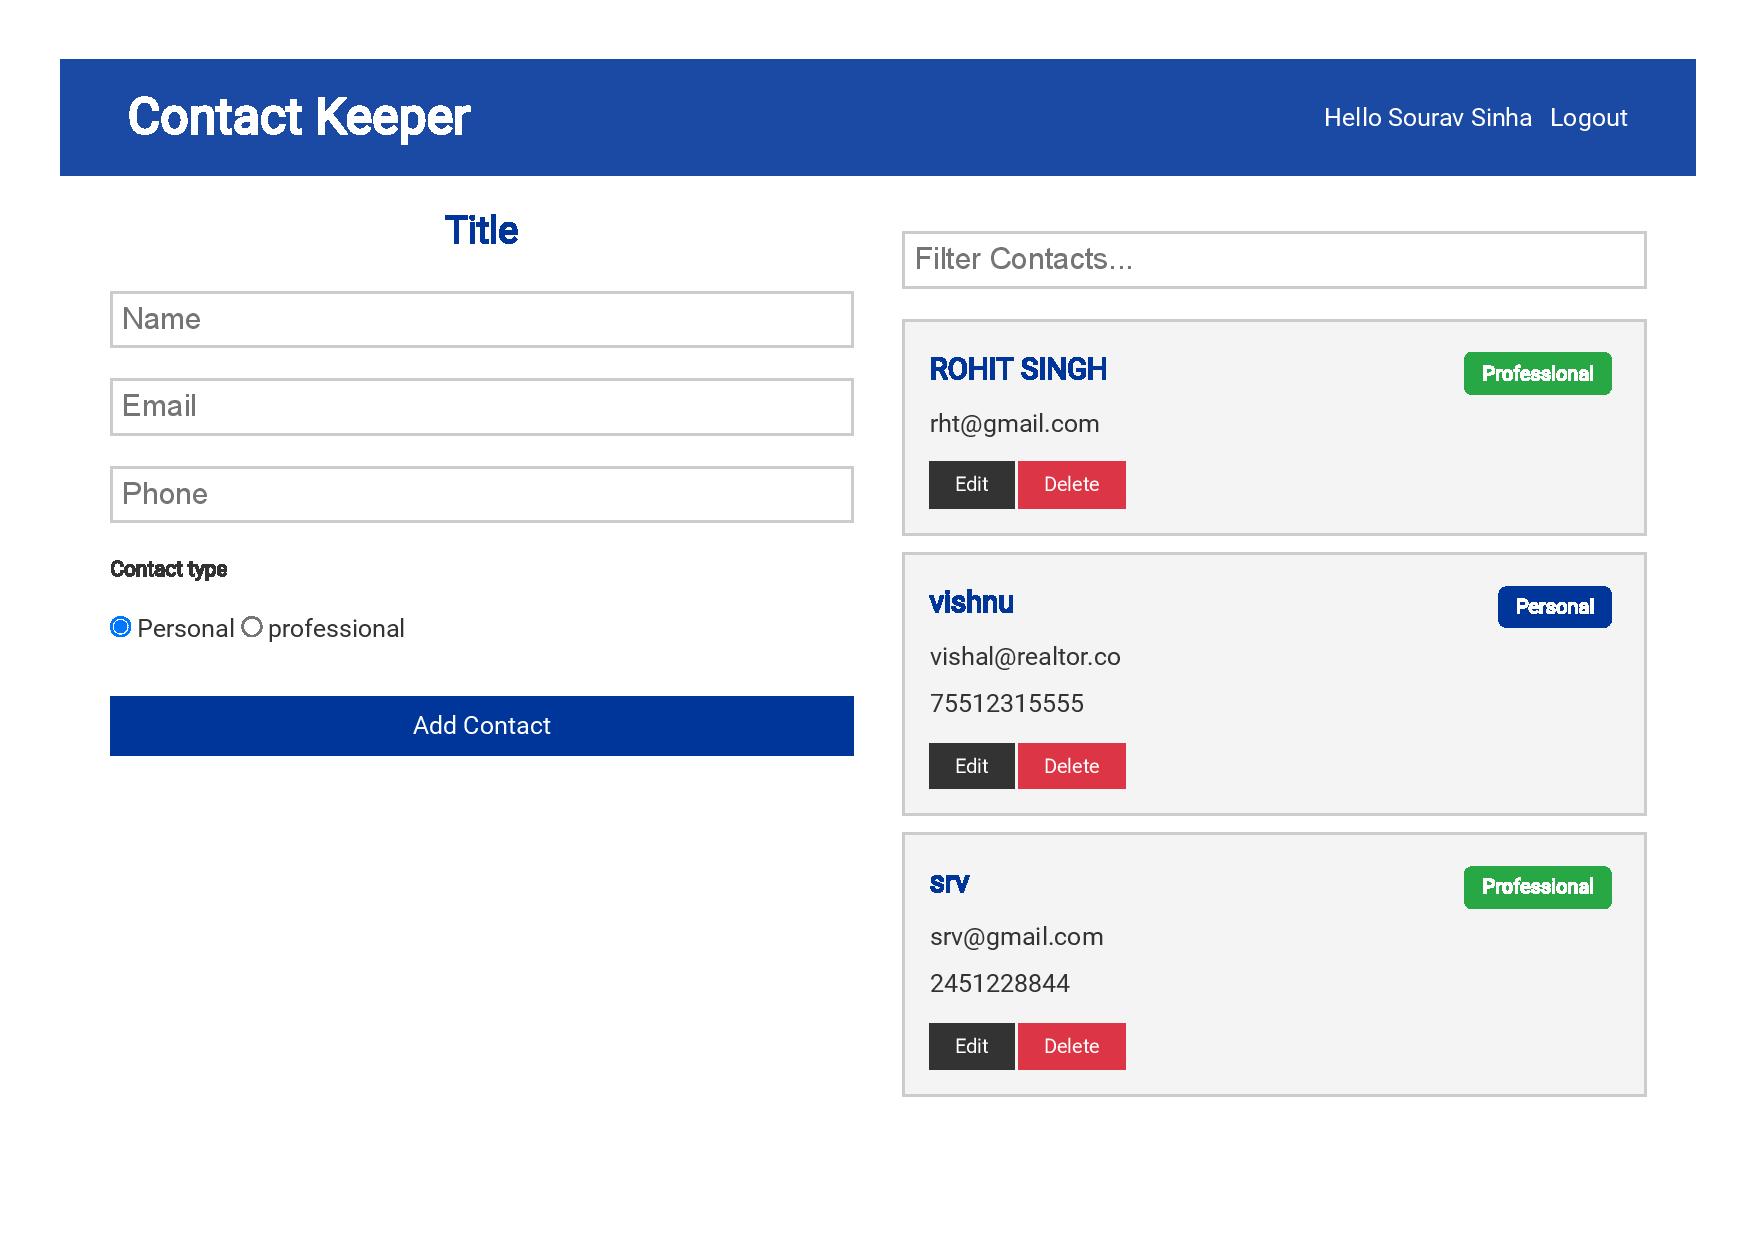 Contact Keeper
Hello Sourav Sinha Logout
Title
Name
Email
Phone
Contact type
Personal professional
Add Contact
Filter Contacts...
ROHIT SINGH
Professional
rht@gmail.com
Edit Delete
vishnu
Personal
vishal@realtor.co
75512315555
Edit Delete
srv
Professional
srv@gmail.com
2451228844
Edit Delete